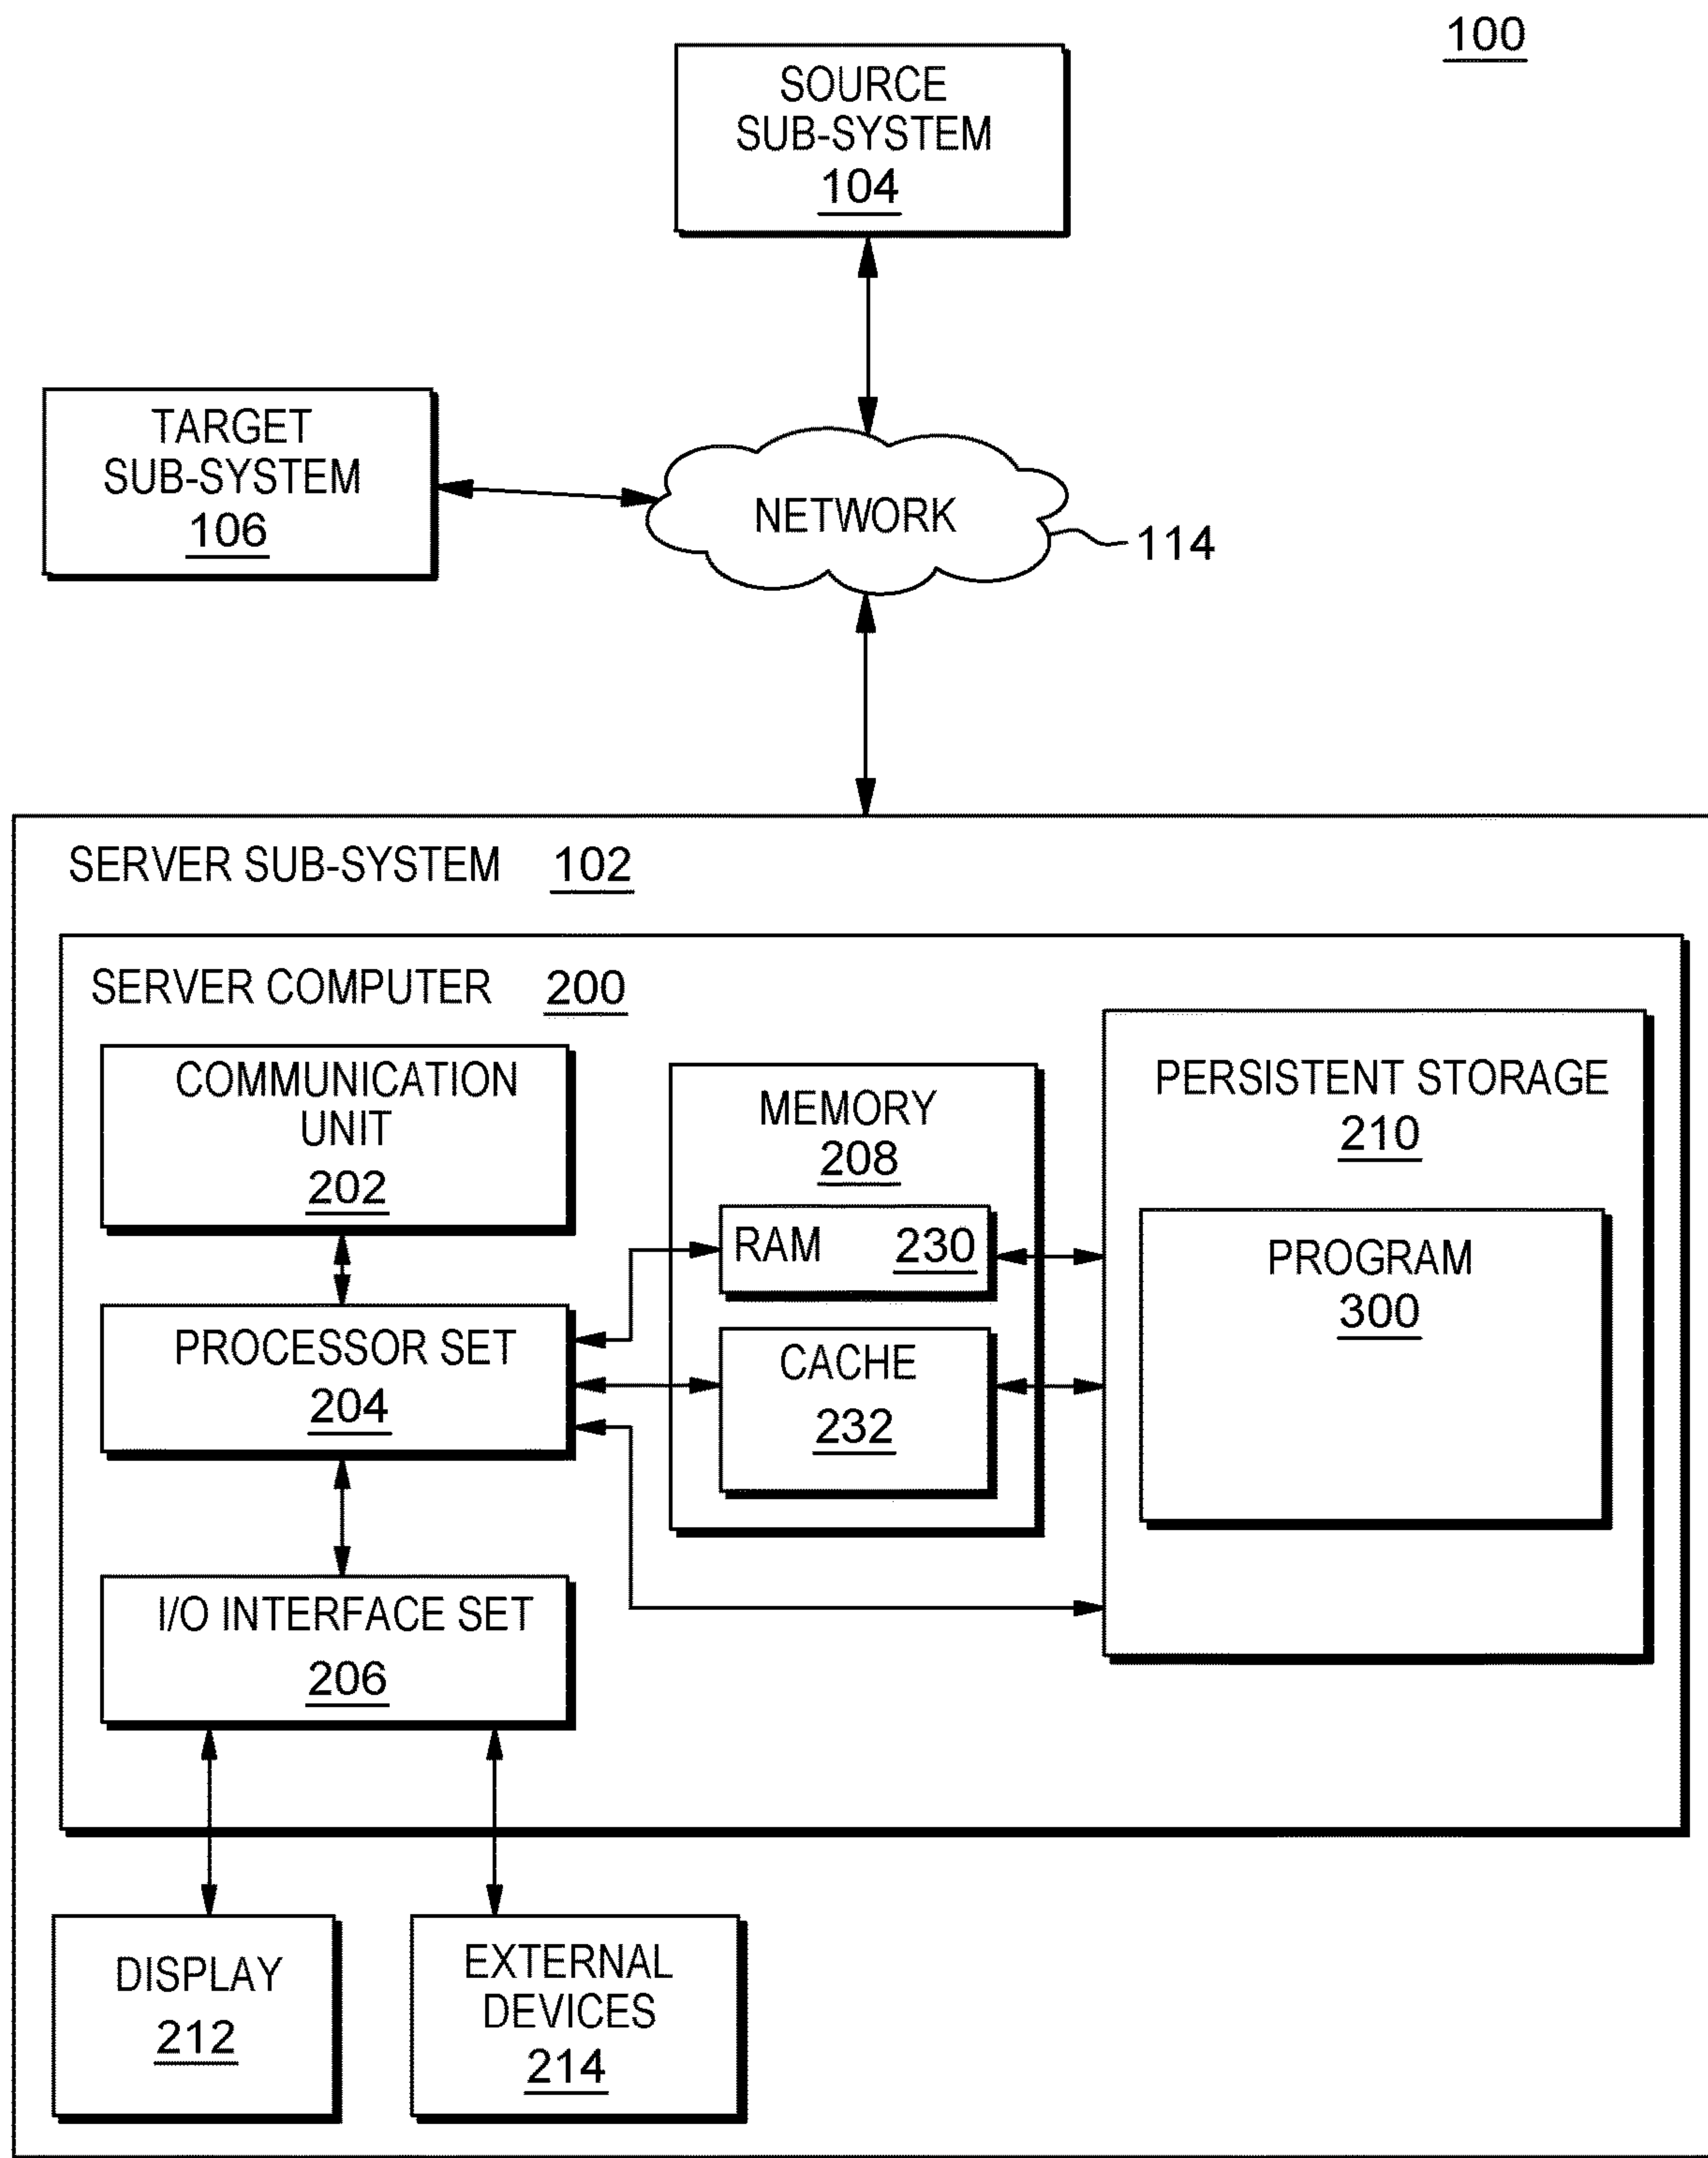 100
SOURCE
SUB-SYSTEM
104
TARGET
SUB-SYSTEM
106
NETWORK
114
SERVER SUB-SYSTEM 102
SERVER COMPUTER 200
COMMUNICATION
UNIT
202
PROCESSOR SET
204
I/O INTERFACE SET
206
MEMORY
208
RAM 230
CACHE
232
PERSISTENT STORAGE
210
PROGRAM
300
DISPLAY
212
EXTERNAL
DEVICES
214